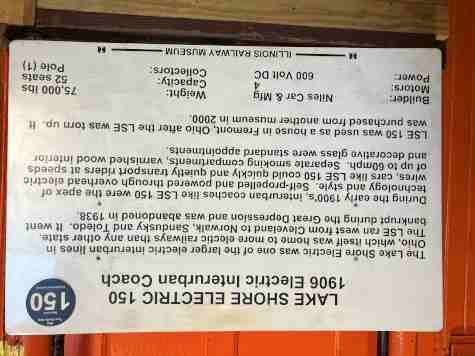 LAKE SHORE ELECTRIC 150
1906 Electric Interurban Coach
150
The Lake Shore Electric was one of the larger electric interurban lines in
Ohio, which itself was home to more electric railways than any other state.
The LSE ran west from Cleveland to Norwalk, Sandusky and Toledo. It went
bankrupt during the Great Depression and was abandoned in 1938.
During the early 1900's, interurban coaches like LSE 150 were the apex of
technology and style. Self-propelled and powered through overhead electric
wires, cars like LSE 150 could quickly and quietly transport riders at speeds
of up to 60mph. Separate smoking compartments, varnished wood interior
and decorative glass were standard appointments.
LSE 150 was used as a house in Fremont, Ohio after the LSE was torn up. It
was purchased from another museum in 2000.
Builder: Niles Car & Mfg Weight: 75,000 lbs
Motors: 4 Capacity: 52 seats
Power: 600 Volt DC Collectors: Pole (1)
ILLINOIS RAILWAY MUSEUM